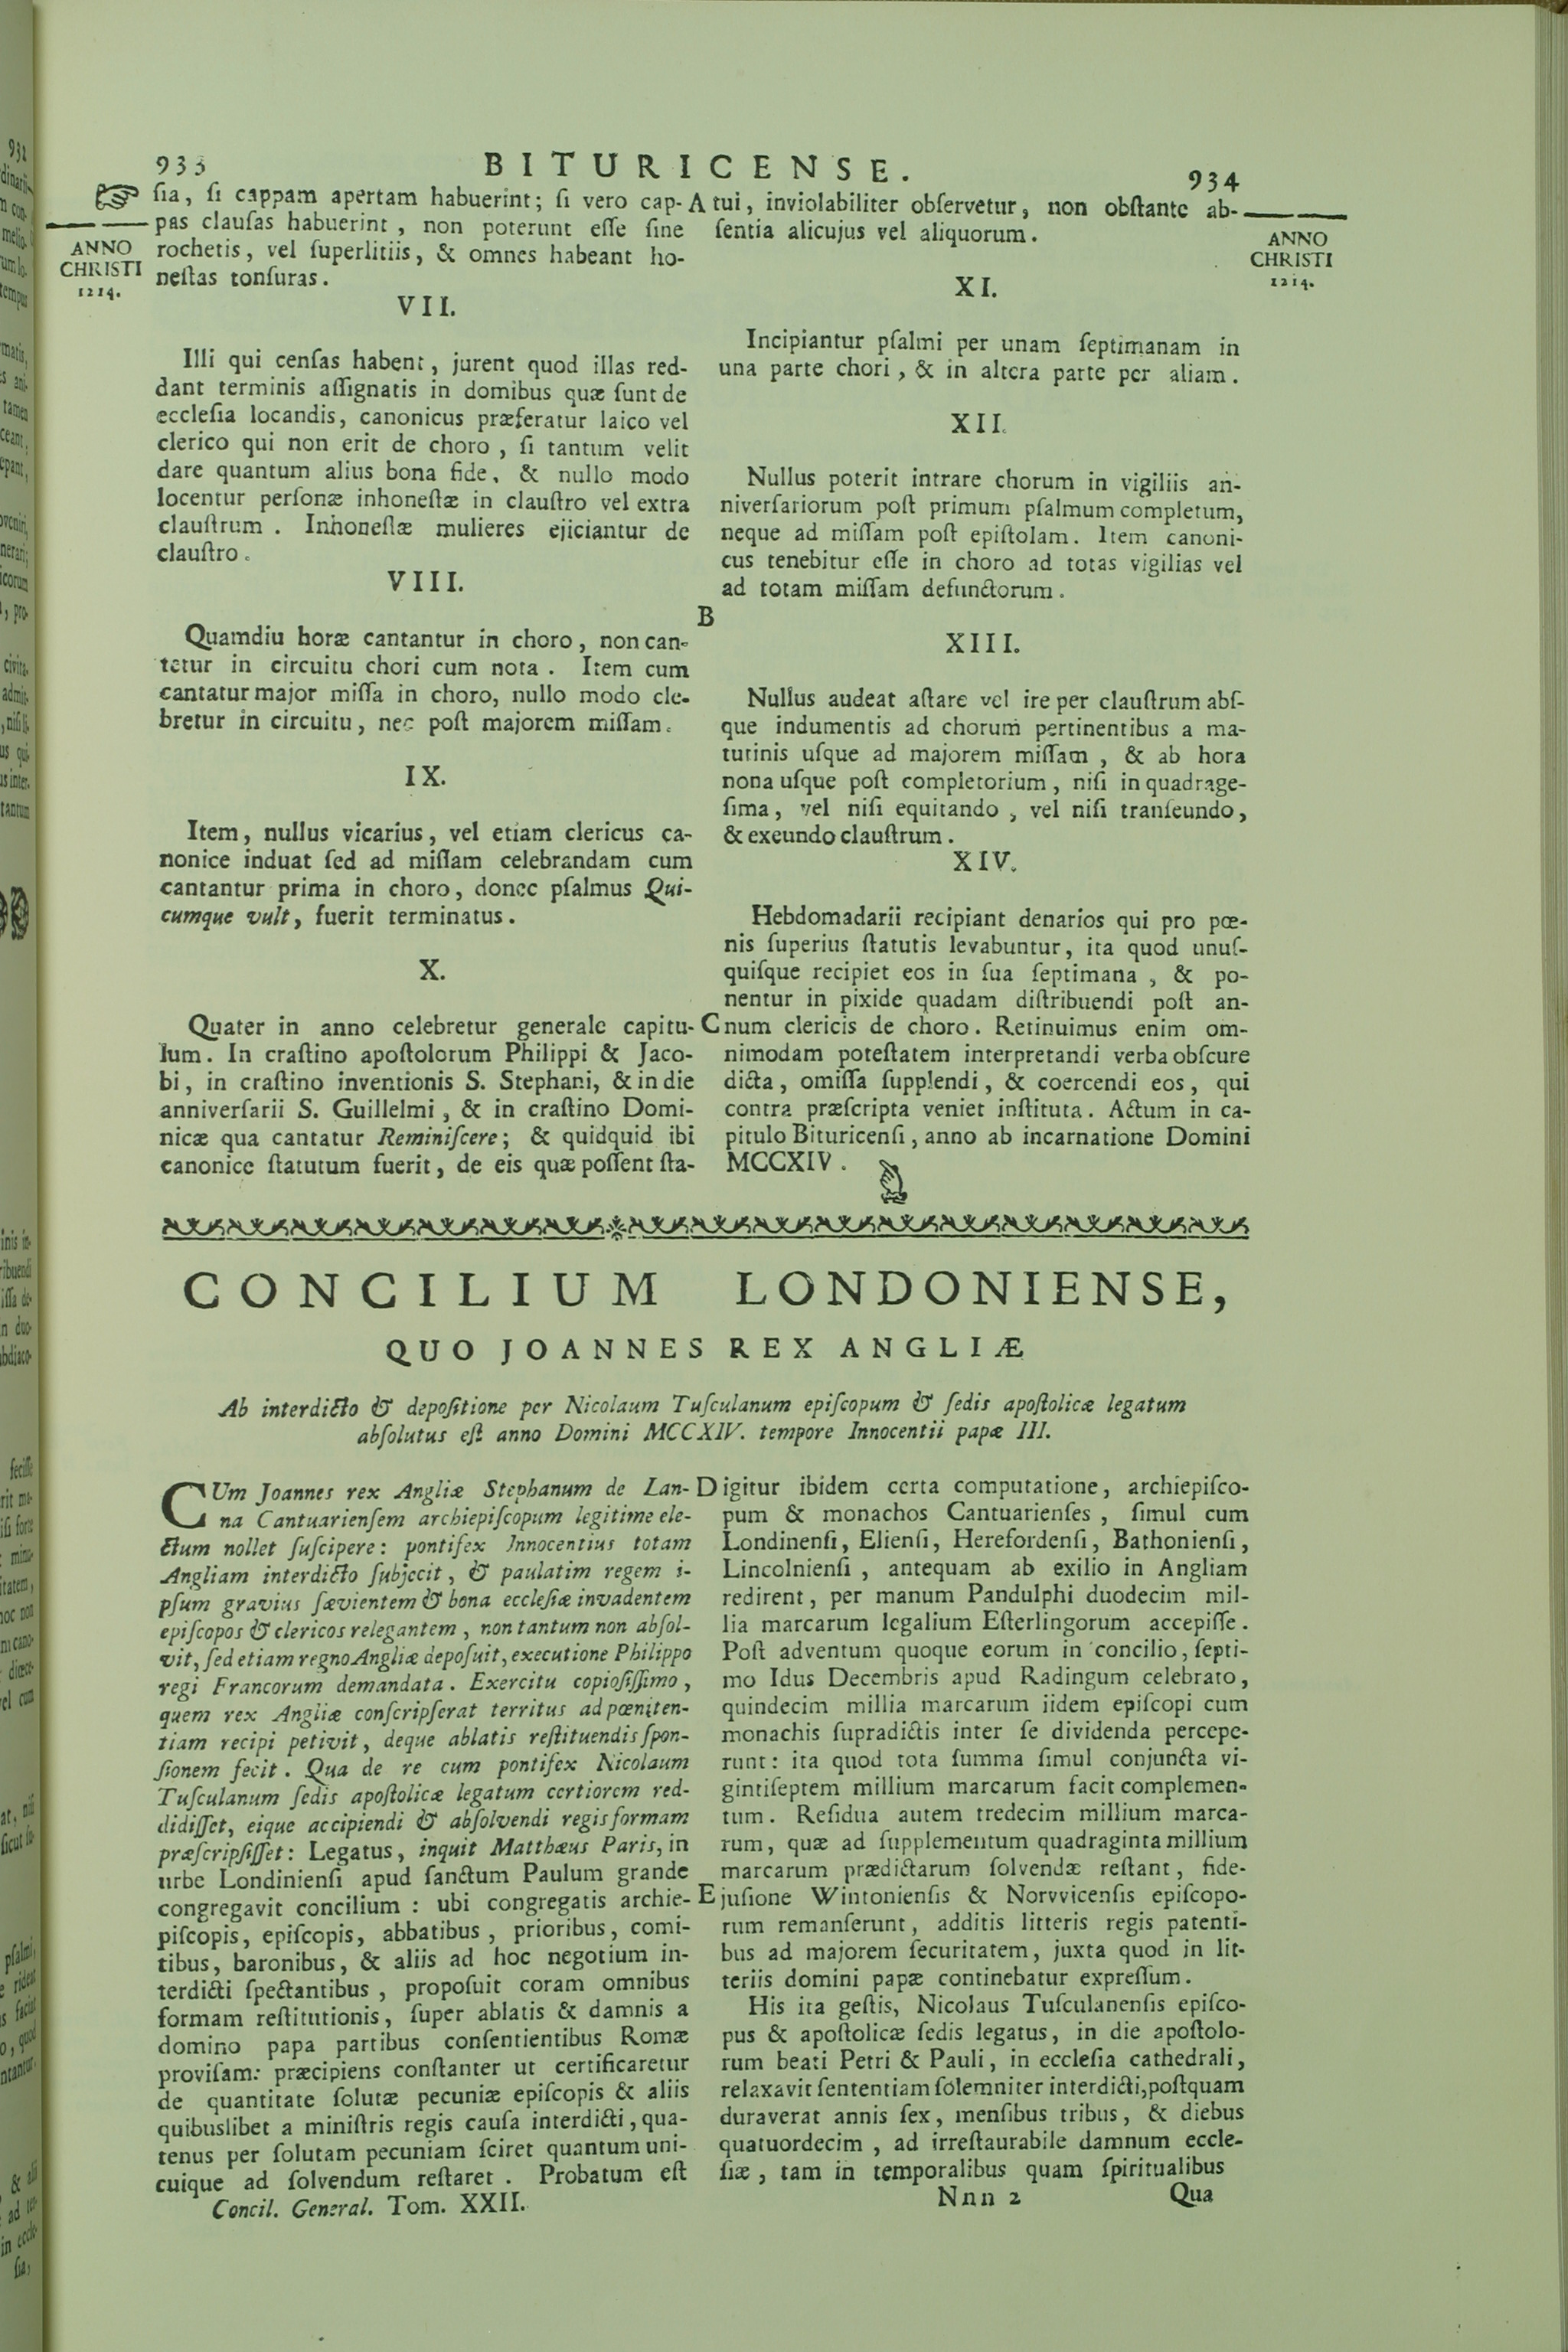 933
BITURICENSE.
934
ſia, ſi cappam apertam habuerint; ſi vero cap-
pas clauſas habuerint, non poterunt eſſe ſine
rochetis, vel ſuperlitiis, & omnes habeant ho-
neſtas tonſuras.
ANNO
CHRISTI
1214.
VII.
Illi qui cenſas habent, jurent quod illas red-
dant terminis aſſignatis in domibus quæ ſunt de
eccleſia locandis, canonicus præferatur laico vel
clerico qui non erit de choro, ſi tantum velit
dare quantum alius bona fide, & nullo modo
locentur perſonæ inhoneſtæ in clauſtro vel extra
clauſtrum. Inhoneſtæ mulieres ejiciantur de
clauſtro.
VIII.
Quamdiu horæ cantantur in choro, non can-
tetur in circuitu chori cum nota. Item cum
cantatur major miſſa in choro, nullo modo cle-
bretur in circuitu, nec poſt majorem miſſam.
IX.
Item, nullus vicarius, vel etiam clericus ca-
nonice induat ſed ad miſſam celebrandam cum
cantantur prima in choro, donec pſalmus Qui-
cumque vult, fuerit terminatus.
X.
Quater in anno celebretur generale capitu-
lum. In craſtino apoſtolorum Philippi & Jaco-
bi, in craſtino inventionis S. Stephani, & in die
anniverſarii S. Guillelmi, & in craſtino Domi-
nicæ qua cantatur Reminiſcere; & quidquid ibi
canonice ſtatutum fuerit, de eis quæ poſſent ſta-
A tui, inviolabiliter obſervetur, non obſtante ab-
ſentia alicujus vel aliquorum.
ANNO
CHRISTI
1214.
XI.
Incipiantur pſalmi per unam ſeptimanam in
una parte chori, & in altera parte per aliam.
XII.
Nullus poterit intrare chorum in vigiliis an-
niverſariorum poſt primum pſalmum completum,
neque ad miſſam poſt epiſtolam. Item canoni-
cus tenebitur eſſe in choro ad totas vigilias vel
ad totam miſſam defunctorum.
B
XIII.
Nullus audeat aſtare vel ire per clauſtrum abſ-
que indumentis ad chorum pertinentibus a ma-
tutinis uſque ad majorem miſſam, & ab hora
nona uſque poſt completorium, niſi in quadrage-
ſima, vel niſi equitando, vel niſi tranſeundo,
& exeundo clauſtrum.
XIV.
Hebdomadarii recipiant denarios qui pro pœ-
nis ſuperius ſtatutis levabuntur, ita quod unuſ-
quiſque recipiet eos in ſua ſeptimana, & po-
nentur in pixide quadam diſtribuendi poſt an-
C num clericis de choro. Retinuimus enim om-
nimodam poteſtatem interpretandi verba obſcure
dicta, omiſſa ſupplendi, & coercendi eos, qui
contra præſcripta veniet inſtituta. Actum in ca-
pitulo Bituricenſi, anno ab incarnatione Domini
MCCXIV.
CONCILIUM LONDONIENSE,
QUO JOANNES REX ANGLIÆ
Ab interdicto & depoſitione per Nicolaum Tuſculanum epiſcopum & ſedis apoſtolicæ legatum
abſolutus eſt anno Domini MCCXIV. tempore Innocentii papæ III.
CUm Joannes rex Angliæ Stephanum de Lan-
na Cantuarienſem archiepiſcopum legitime ele-
ctum nollet ſuſcipere: pontifex Innocentius totam
Angliam interdicto ſubjecit, & paulatim regem i-
pſum gravius ſævientem & bona eccleſiæ invadentem
epiſcopos & clericos relegantem, non tantum non abſol-
vit, ſed etiam regno Angliæ depoſuit, executione Philippo
regi Francorum demandata. Exercitu copioſiſſimo,
quem rex Angliæ conſcripſerat territus ad pœniten-
tiam recipi petivit, deque ablatis reſtituendis ſpon-
ſionem fecit. Qua de re cum pontifex Nicolaum
Tuſculanum ſedis apoſtolicæ legatum certiorem red-
didiſſet, eique accipiendi & abſolvendi regis formam
præſcripſiſſet: Legatus, inquit Matthæus Paris, in
urbe Londinienſi apud ſanctum Paulum grande
congregavit concilium: ubi congregatis archie-
piſcopis, epiſcopis, abbatibus, prioribus, comi-
tibus, baronibus, & aliis ad hoc negotium in-
terdicti ſpectantibus, propoſuit coram omnibus
formam reſtitutionis, ſuper ablatis & damnis a
domino papa partibus conſentientibus Romæ
proviſam: præcipiens conſtanter ut certificaretur
de quantitate ſolutæ pecuniæ epiſcopis & aliis
quibuslibet a miniſtris regis cauſa interdicti, qua-
tenus per ſolutam pecuniam ſciret quantum uni-
cuique ad ſolvendum reſtaret. Probatum eſt
D igitur ibidem certa computatione, archiepiſco-
pum & monachos Cantuarienſes, ſimul cum
Londinenſi, Elienſi, Herefordenſi, Bathonienſi,
Lincolnienſi, antequam ab exilio in Angliam
redirent, per manum Pandulphi duodecim mil-
lia marcarum legalium Eſterlingorum accepiſſe.
Poſt adventum quoque eorum in concilio, ſepti-
mo Idus Decembris apud Radingum celebrato,
quindecim millia marcarum iidem epiſcopi cum
monachis ſupradictis inter ſe dividenda percepe-
runt: ita quod tota ſumma ſimul conjuncta vi-
gintiſeptem millium marcarum facit complemen-
tum. Reſidua autem tredecim millium marca-
rum, quæ ad ſupplementum quadraginta millium
marcarum prædictarum ſolvendæ reſtant, fide-
E juſione Wintonienſis & Norvvicenſis epiſcopo-
rum remanſerunt, additis litteris regis patenti-
bus ad majorem ſecuritatem, juxta quod in lit-
teriis domini papæ continebatur expreſſum.
His ita geſtis, Nicolaus Tuſculanenſis epiſco-
pus & apoſtolicæ ſedis legatus, in die apoſtolo-
rum beati Petri & Pauli, in eccleſia cathedrali,
relaxavit ſententiam ſolemniter interdicti, poſtquam
duraverat annis ſex, menſibus tribus, & diebus
quatuordecim, ad irreſtaurabile damnum eccle-
ſiæ, tam in temporalibus quam ſpiritualibus
Concil. General. Tom. XXII.
Nnn 2
Qua